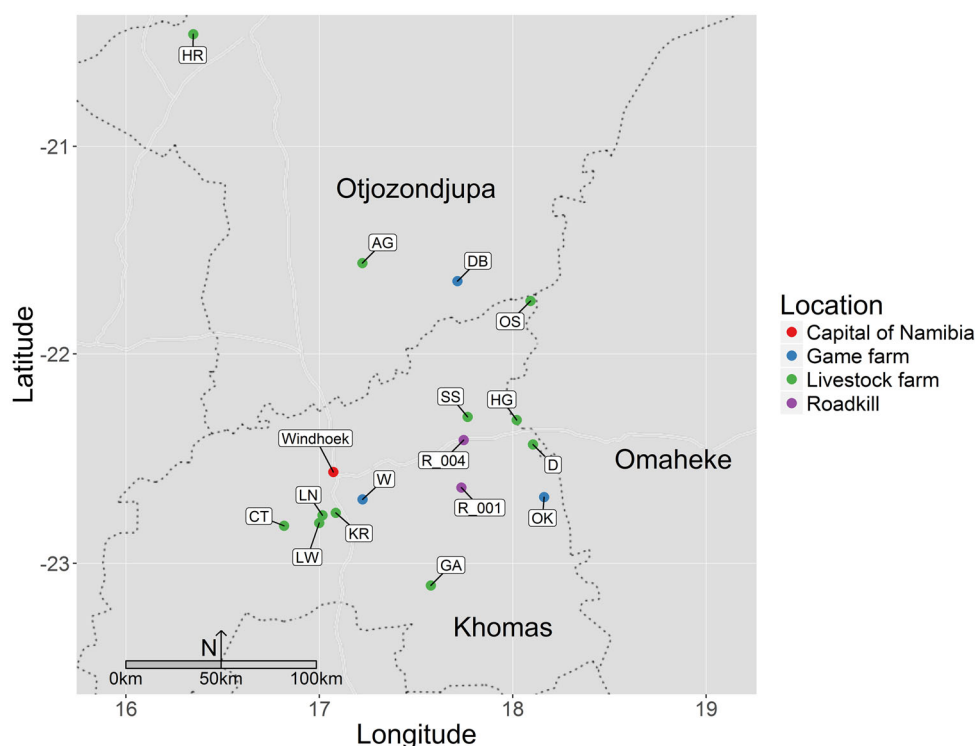 HR
-21
Otjozondjupa
AG
DB
OS
-22
SS
HG
Windhoek
R_004
D
Omaheke
W
LN
R_001
OK
CT
KR
LW
-23
GA
Khomas
N
0km
50km
100km
16
17
18
19
Longitude
Latitude
Location
Capital of Namibia
Game farm
Livestock farm
Roadkill